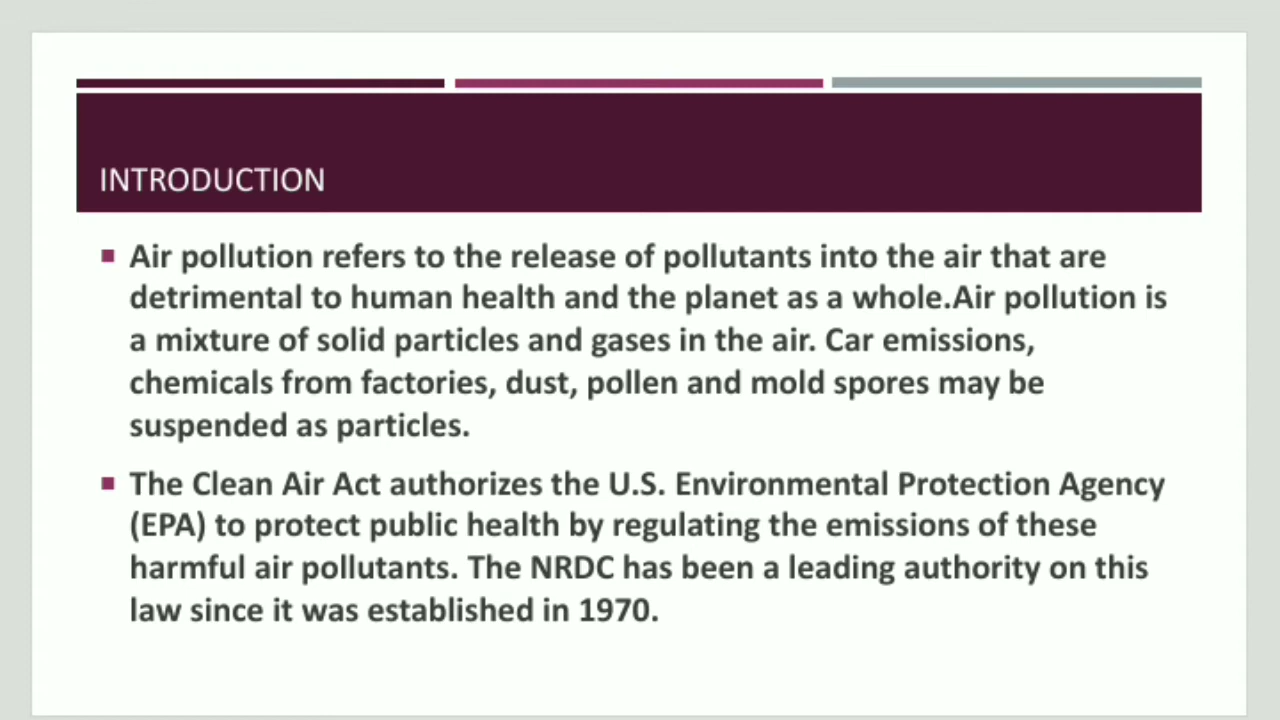 INTRODUCTION
Air pollution refers to the release of pollutants into the air that are
detrimental to human health and the planet as a whole.Air pollution is
a mixture of solid particles and gases in the air. Car emissions,
chemicals from factories, dust, pollen and mold spores may be
suspended as particles.
The Clean Air Act authorizes the U.S. Environmental Protection Agency
(EPA) to protect public health by regulating the emissions of these
harmful air pollutants. The NRDC has been a leading authority on this
law since it was established in 1970.